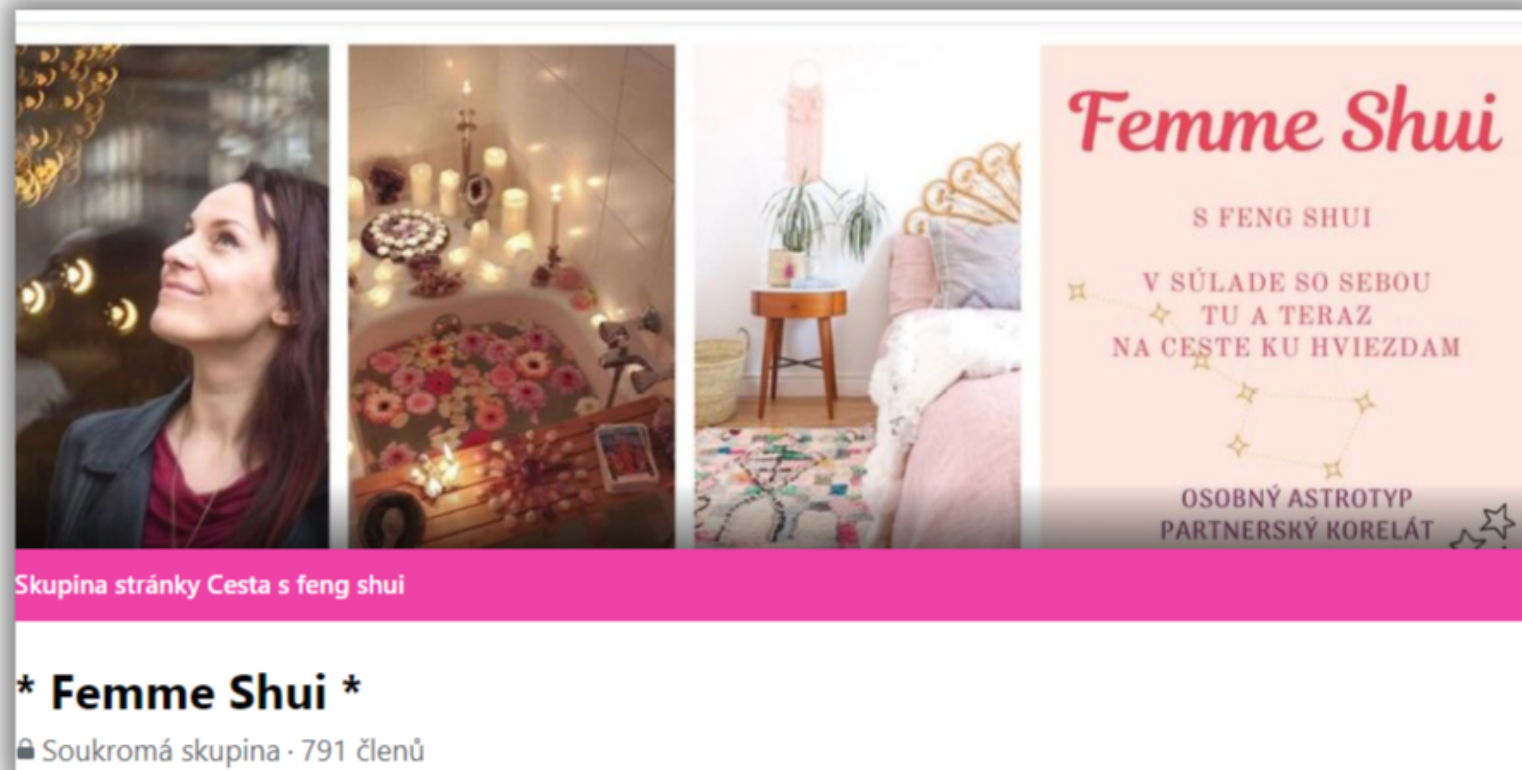 Femme Shui
S FENG SHUI
V SÚLADE SO SEBOU
TU A TERAZ
NA CESTE KU HVIEZDAM
OSOBNÝ ASTROTYP
PARTNERSKÝ KORELÁT
Skupina stránky Cesta s feng shui
* Femme Shui *
Soukromá skupina · 791 členů